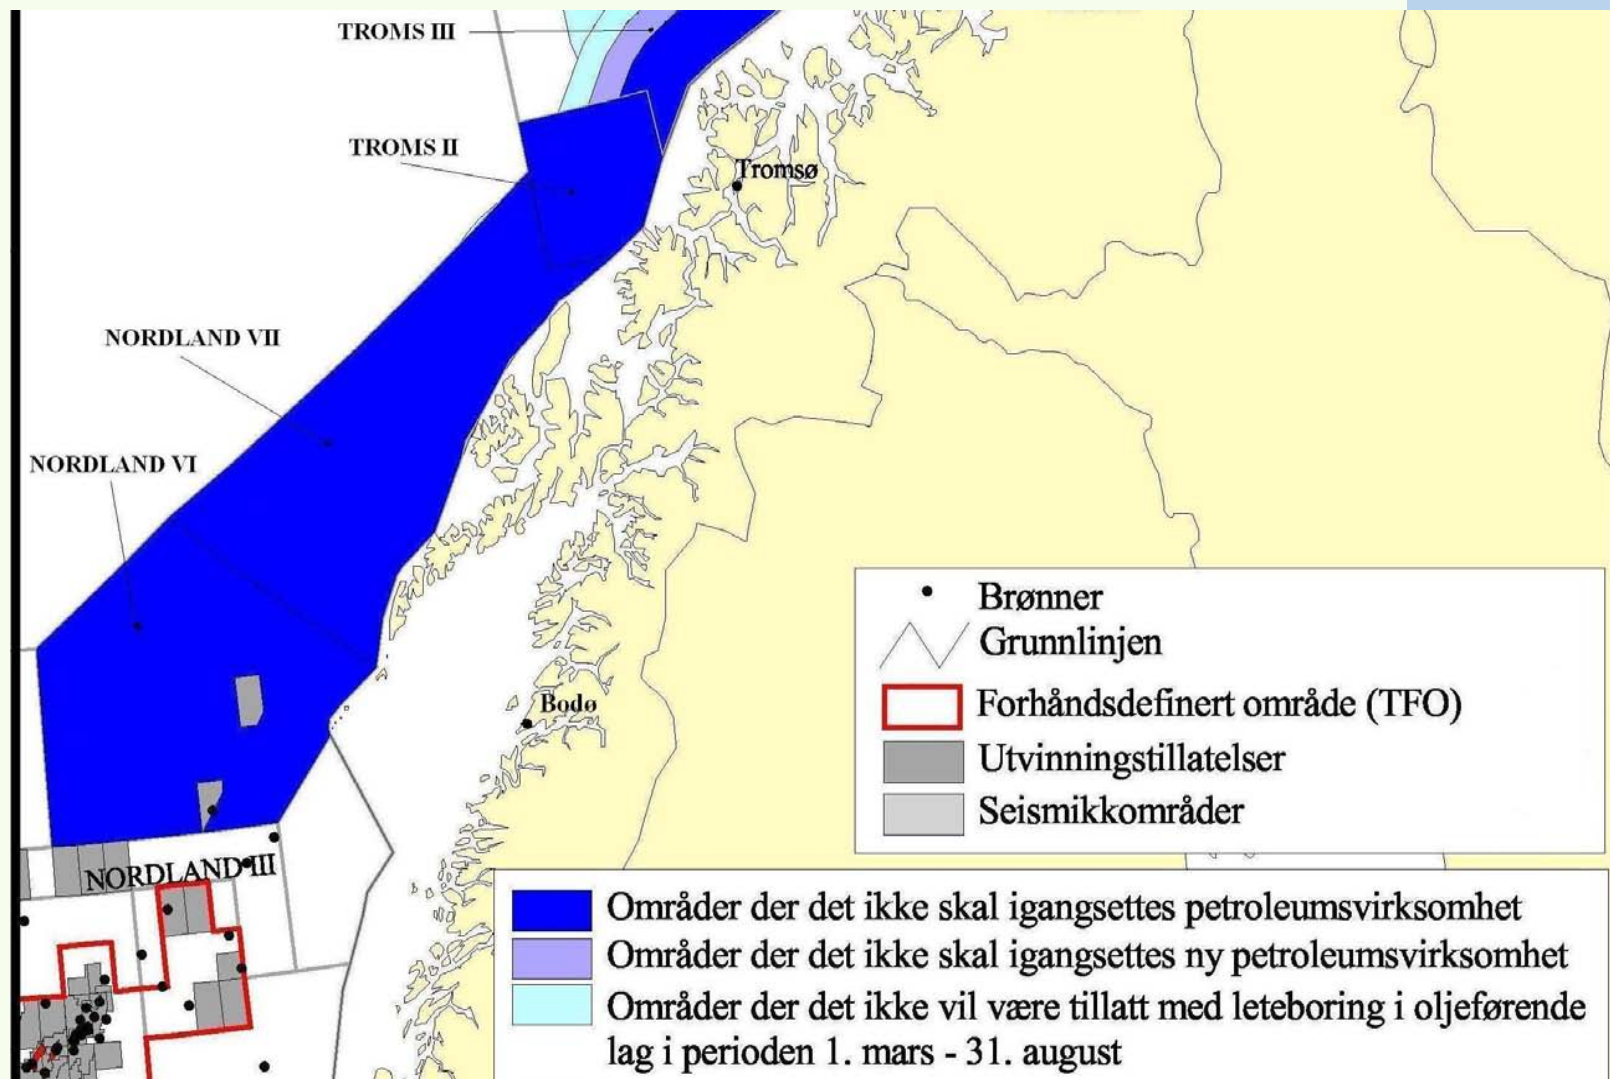 TROMS III
TROMS II
Tromsø
NORDLAND VII
NORDLAND VI
Bodø
NORDLAND III
Brønner
Grunnlinjen
Forhåndsdefinert område (TFO)
Utvinningstillatelser
Seismikkområder
Områder der det ikke skal igangsettes petroleumsvirksomhet
Områder der det ikke skal igangsettes ny petroleumsvirksomhet
Områder der det ikke vil være tillatt med leteboring i oljeførende
lag i perioden 1. mars - 31. august